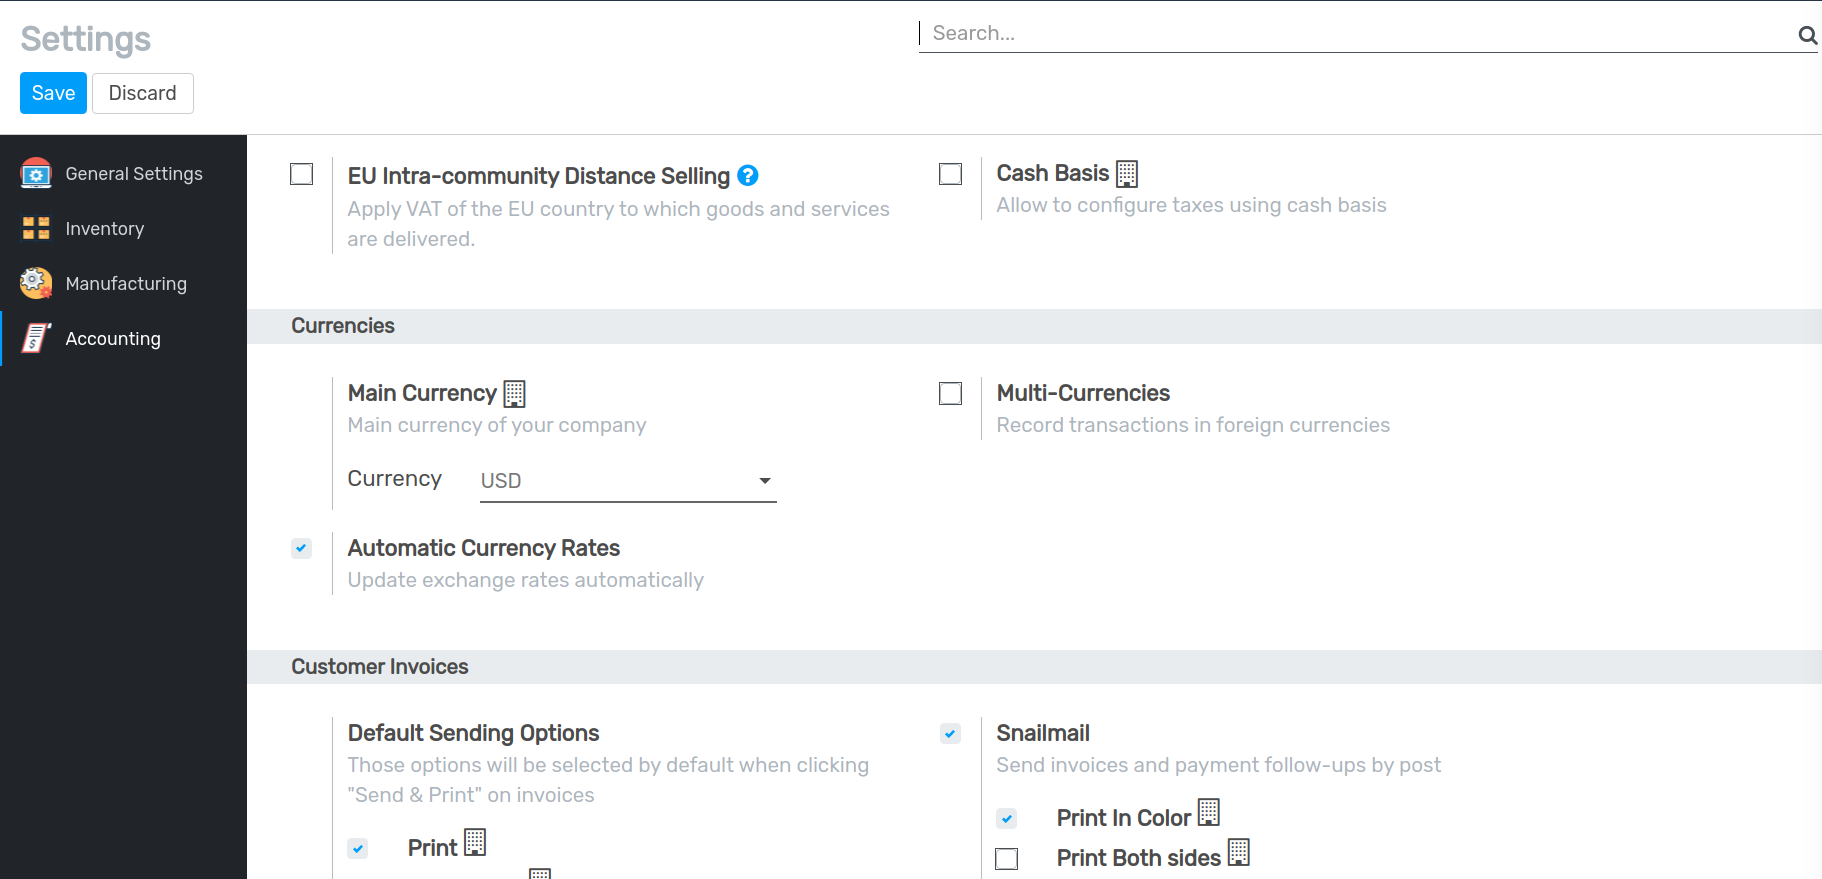 Settings
Search...
Save
Discard
General Settings
Inventory
Manufacturing
Accounting
EU Intra-community Distance Selling
Apply VAT of the EU country to which goods and services
are delivered.
Cash Basis
Allow to configure taxes using cash basis
Currencies
Main Currency
Main currency of your company
Currency USD
Multi-Currencies
Record transactions in foreign currencies
Automatic Currency Rates
Update exchange rates automatically
Customer Invoices
Default Sending Options
Those options will be selected by default when clicking
"Send & Print" on invoices
Print
Snailmail
Send invoices and payment follow-ups by post
Print In Color
Print Both sides